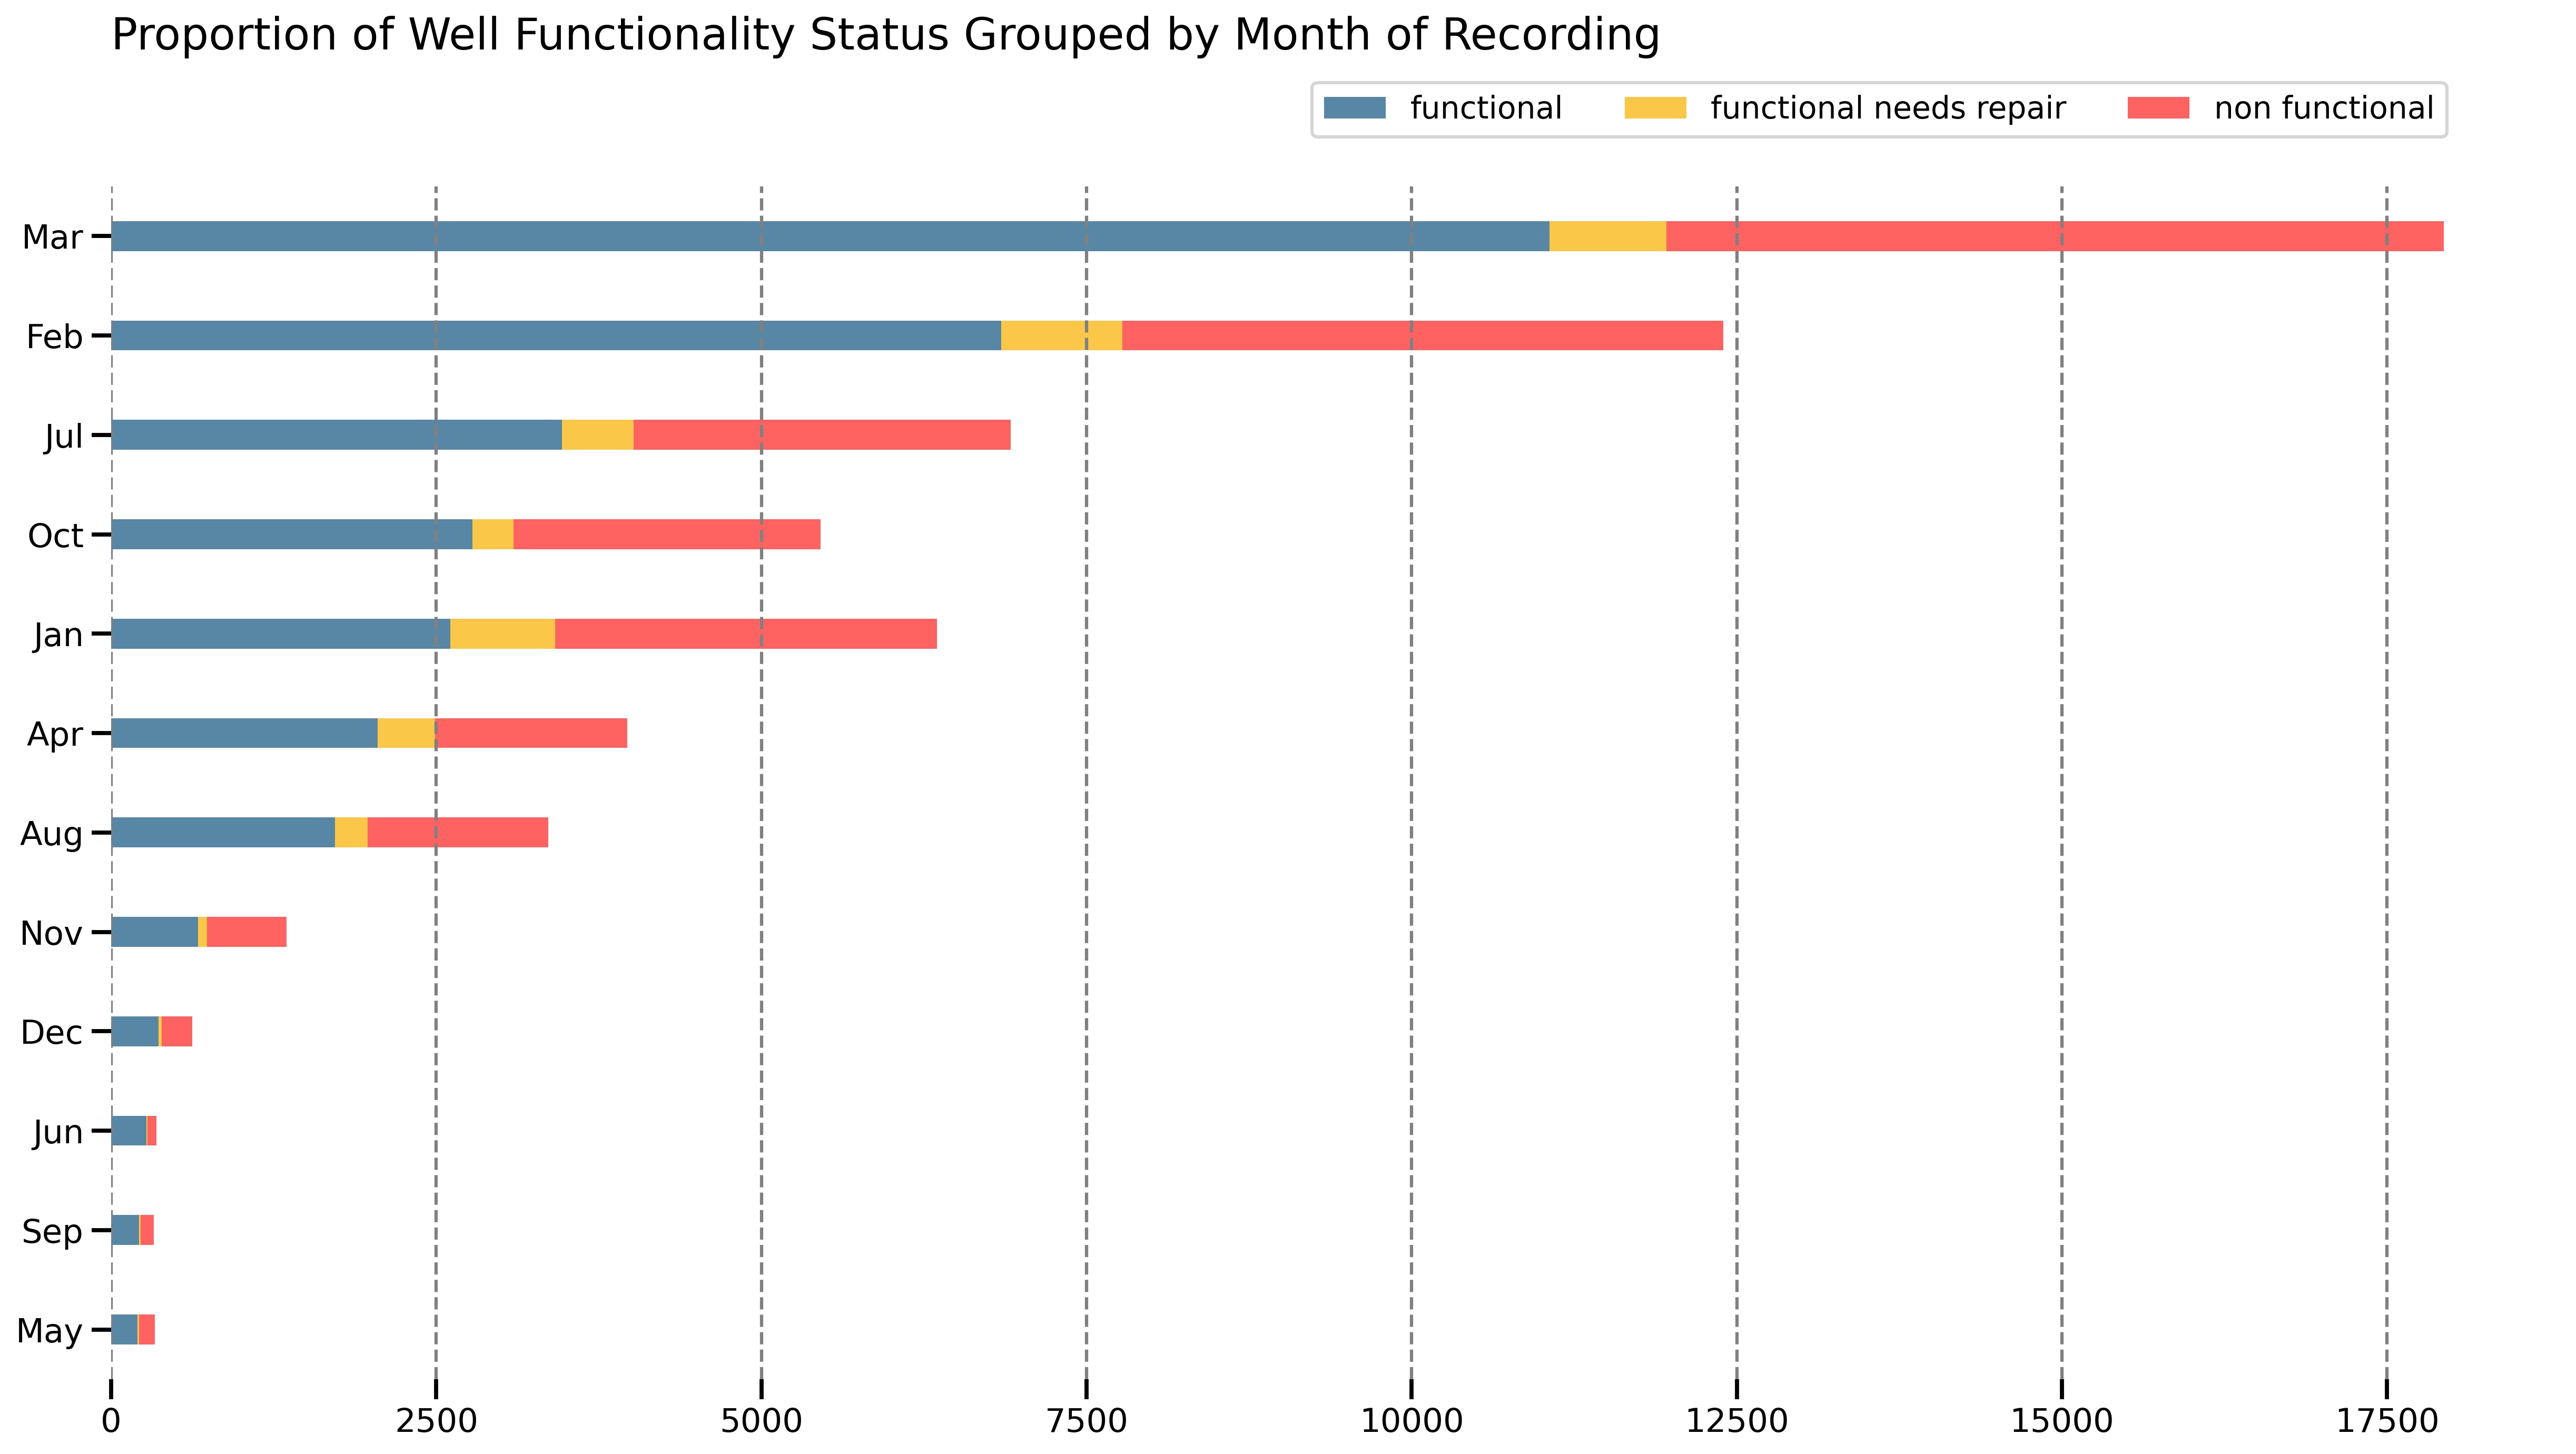 Proportion of Well Functionality Status Grouped by Month of Recording
functional functional needs repair non functional
Mar
Feb
Jul
Oct
Jan
Apr
Aug
Nov
Dec
Jun
Sep
May
0 2500 5000 7500 10000 12500 15000 17500